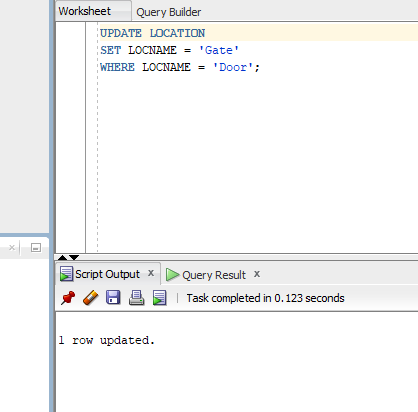 Worksheet Query Builder
UPDATE LOCATION
SET LOCNAME = 'Gate'
WHERE LOCNAME = 'Door';
Script Output x Query Result x
Task completed in 0.123 seconds
1 row updated.